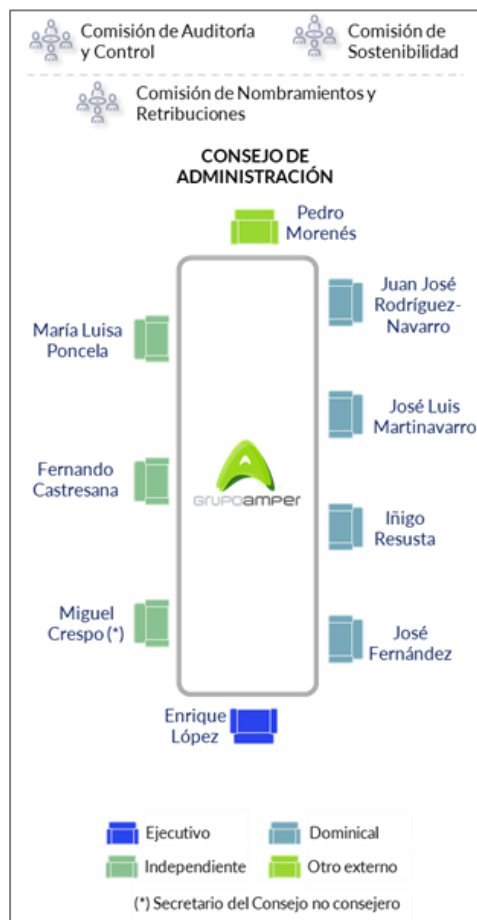 Comisión de Auditoría
y Control
Comisión de
Sostenibilidad
Comisión de Nombramientos y
Retribuciones
CONSEJO DE
ADMINISTRACIÓN
Pedro
Morenés
Juan José
Rodríguez-
Navarro
María Luisa
Poncela
José Luis
Martinavarro
Fernando
Castresana
GRUPOAMPER
Iñigo
Resusta
Miguel
Crespo (*)
José
Fernández
Enrique
López
Ejecutivo
Dominical
Independiente
Otro externo
(*) Secretario del Consejo no consejero